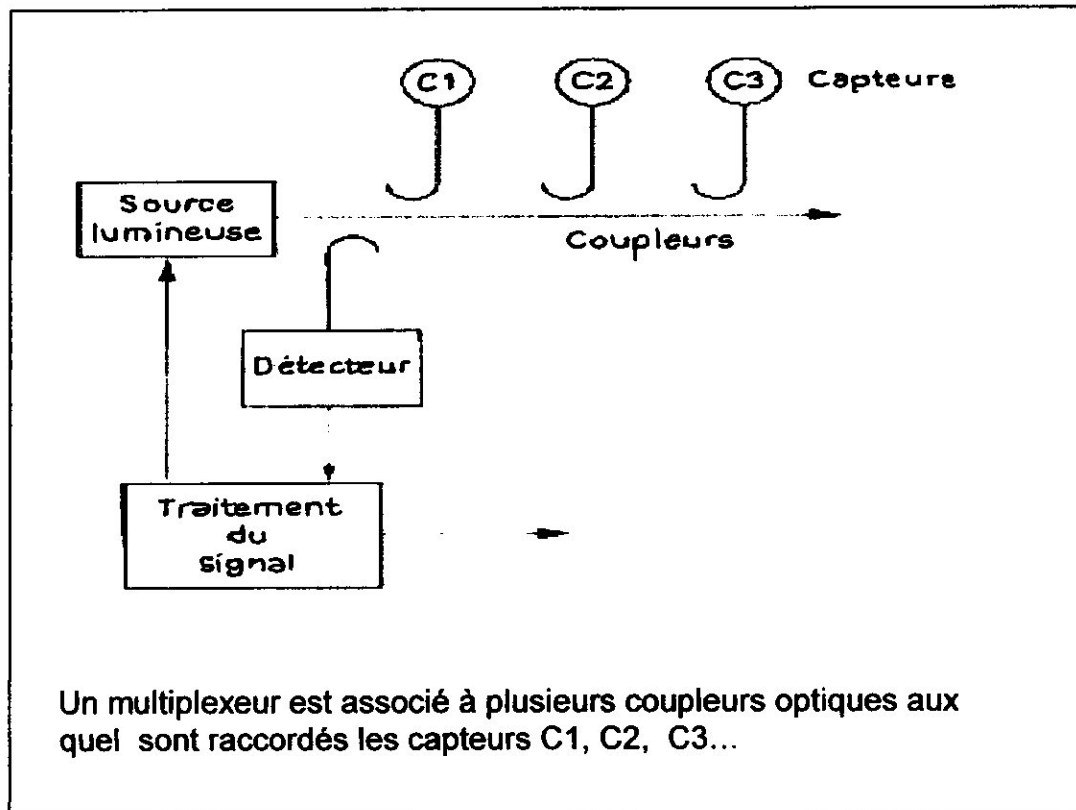 C1 C2 C3 Capteurs
Source
lumineuse
Coupleurs
Détecteur
Traitement
du
signal
Un multiplexeur est associé à plusieurs coupleurs optiques aux
quel sont raccordés les capteurs C1, C2, C3...